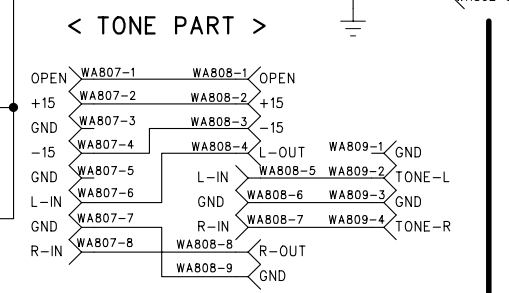 < TONE PART >
OPEN WA807-1 WA808-1 OPEN
+15 WA807-2 WA808-2 +15
GND WA807-3 WA808-3 -15
-15 WA807-4 WA808-4 L-OUT WA809-1 GND
GND WA807-5 L-IN WA808-5 WA809-2 TONE-L
L-IN WA807-6 GND WA808-6 WA809-3 GND
GND WA807-7 R-IN WA808-7 WA809-4 TONE-R
R-IN WA807-8 WA808-8 R-OUT
WA808-9 GND